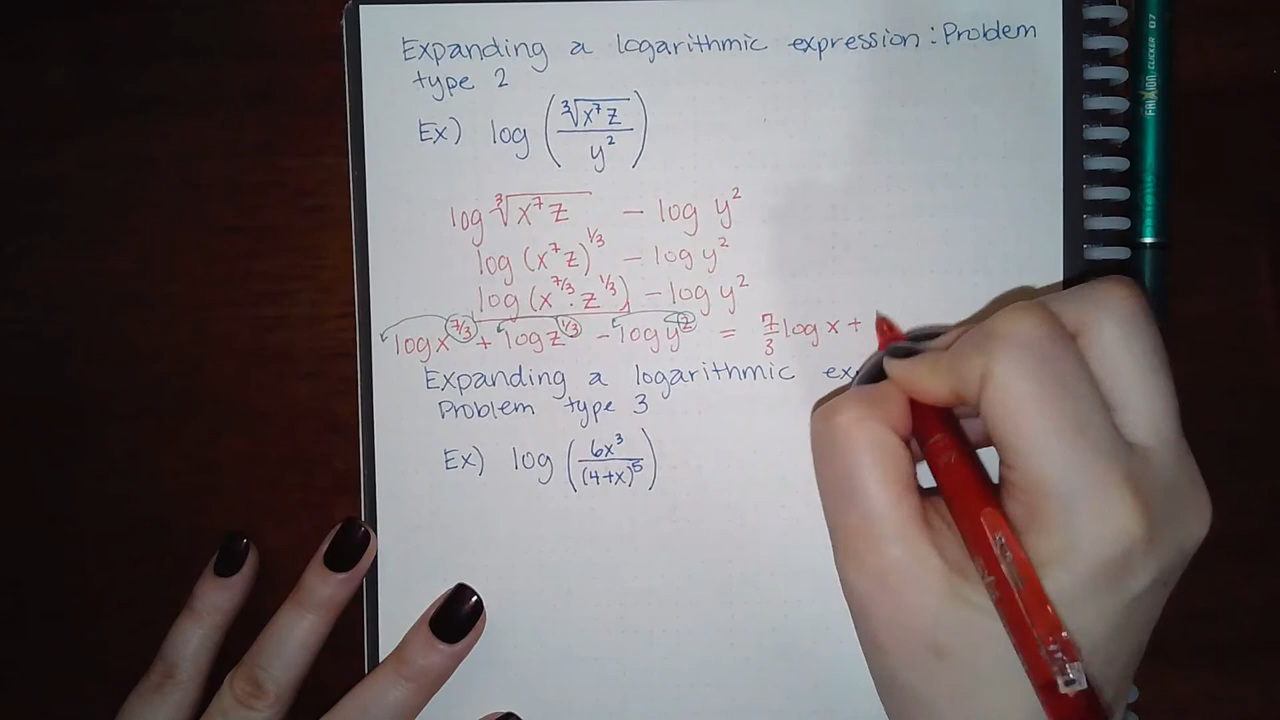 Expanding a logarithmic expression: Problem
type 2
Ex) log (∛(x⁷z) / y²)
log ∛(x⁷z) − log y²
log (x⁷z)^1/3 − log y²
log (x^7/3 · z^1/3) − log y²
log x^7/3 + log z^1/3 − log y² = 7/3 log x +
Expanding a logarithmic
Problem type 3
Ex) log (6x³ / (4+x)⁵)
FRIXION CLICKER 07